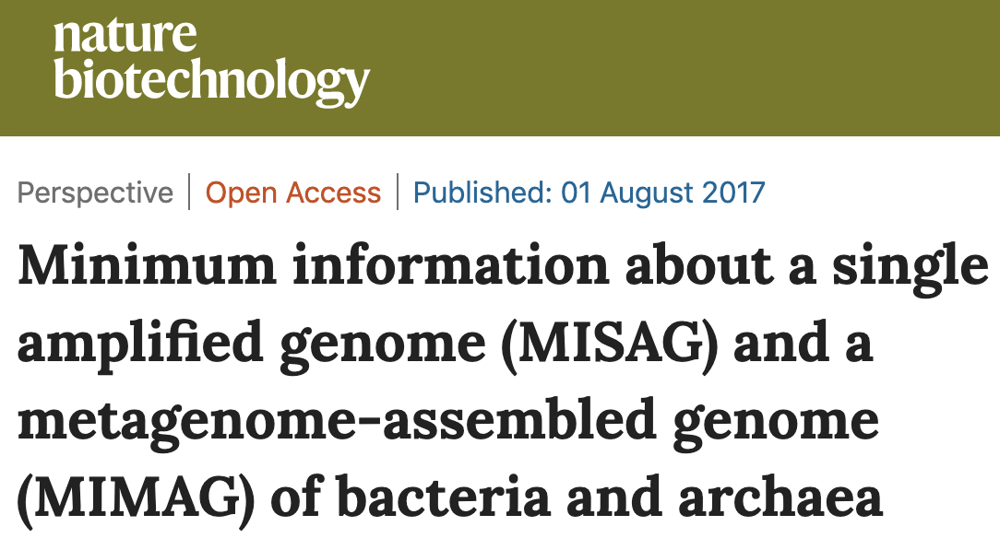 nature
biotechnology
Perspective | Open Access | Published: 01 August 2017
Minimum information about a single
amplified genome (MISAG) and a
metagenome-assembled genome
(MIMAG) of bacteria and archaea